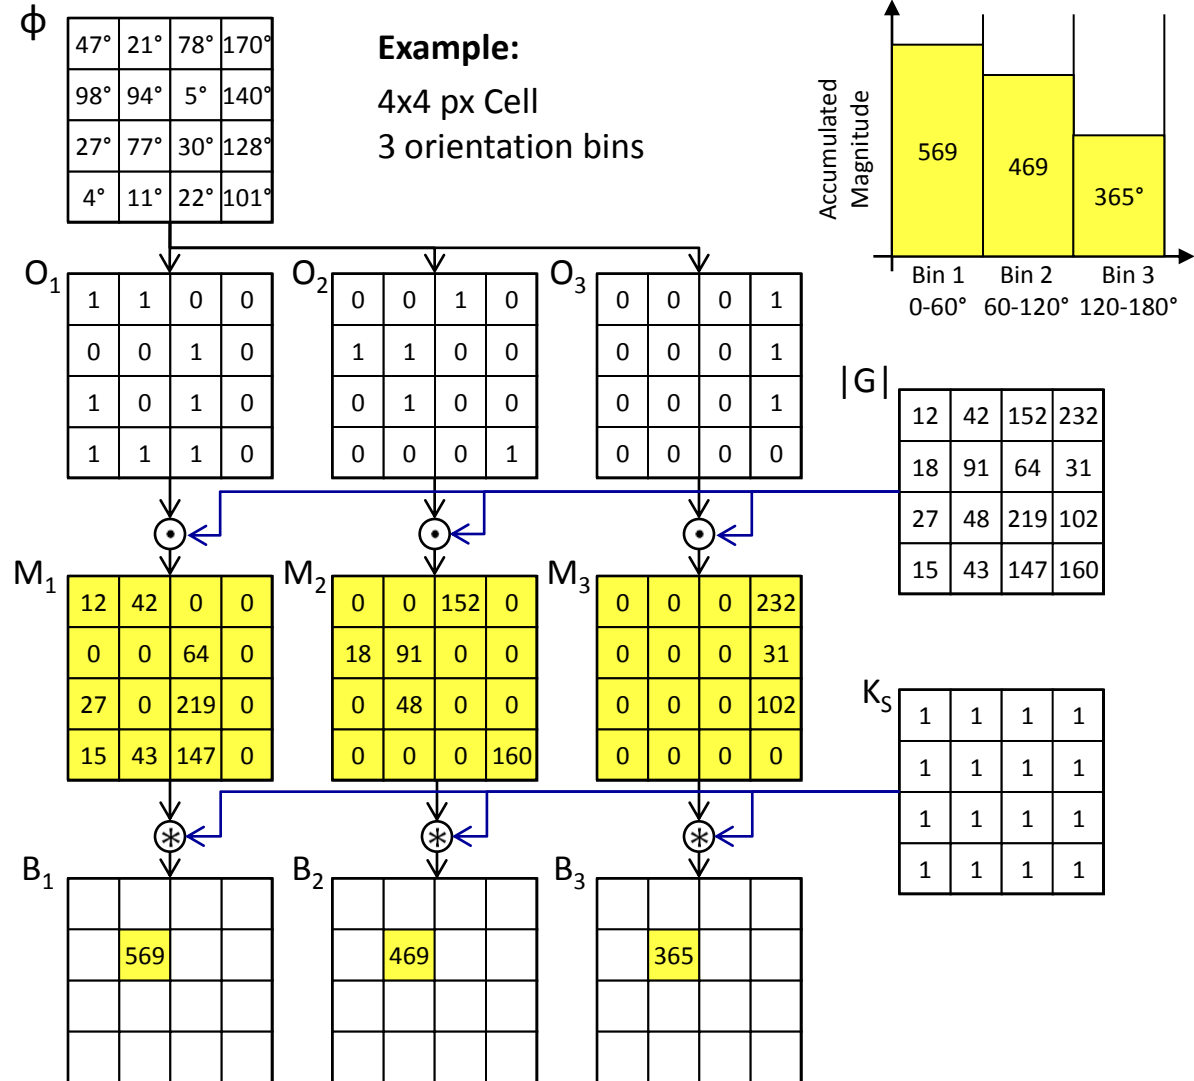 ϕ
47° 21° 78° 170°
98° 94° 5° 140°
27° 77° 30° 128°
4° 11° 22° 101°
Example:
4x4 px Cell
3 orientation bins
Accumulated
Magnitude
569 469 365°
Bin 1 Bin 2 Bin 3
0-60° 60-120° 120-180°
O1
1 1 0 0
0 0 1 0
1 0 1 0
1 1 1 0
O2
0 0 1 0
1 1 0 0
0 1 0 0
0 0 0 1
O3
0 0 0 1
0 0 0 1
0 0 0 1
0 0 0 0
|G|
12 42 152 232
18 91 64 31
27 48 219 102
15 43 147 160
M1
12 42 0 0
0 0 64 0
27 0 219 0
15 43 147 0
M2
0 0 152 0
18 91 0 0
0 48 0 0
0 0 0 160
M3
0 0 0 232
0 0 0 31
0 0 0 102
0 0 0 0
KS
1 1 1 1
1 1 1 1
1 1 1 1
1 1 1 1
*
*
*
B1
569
B2
469
B3
365